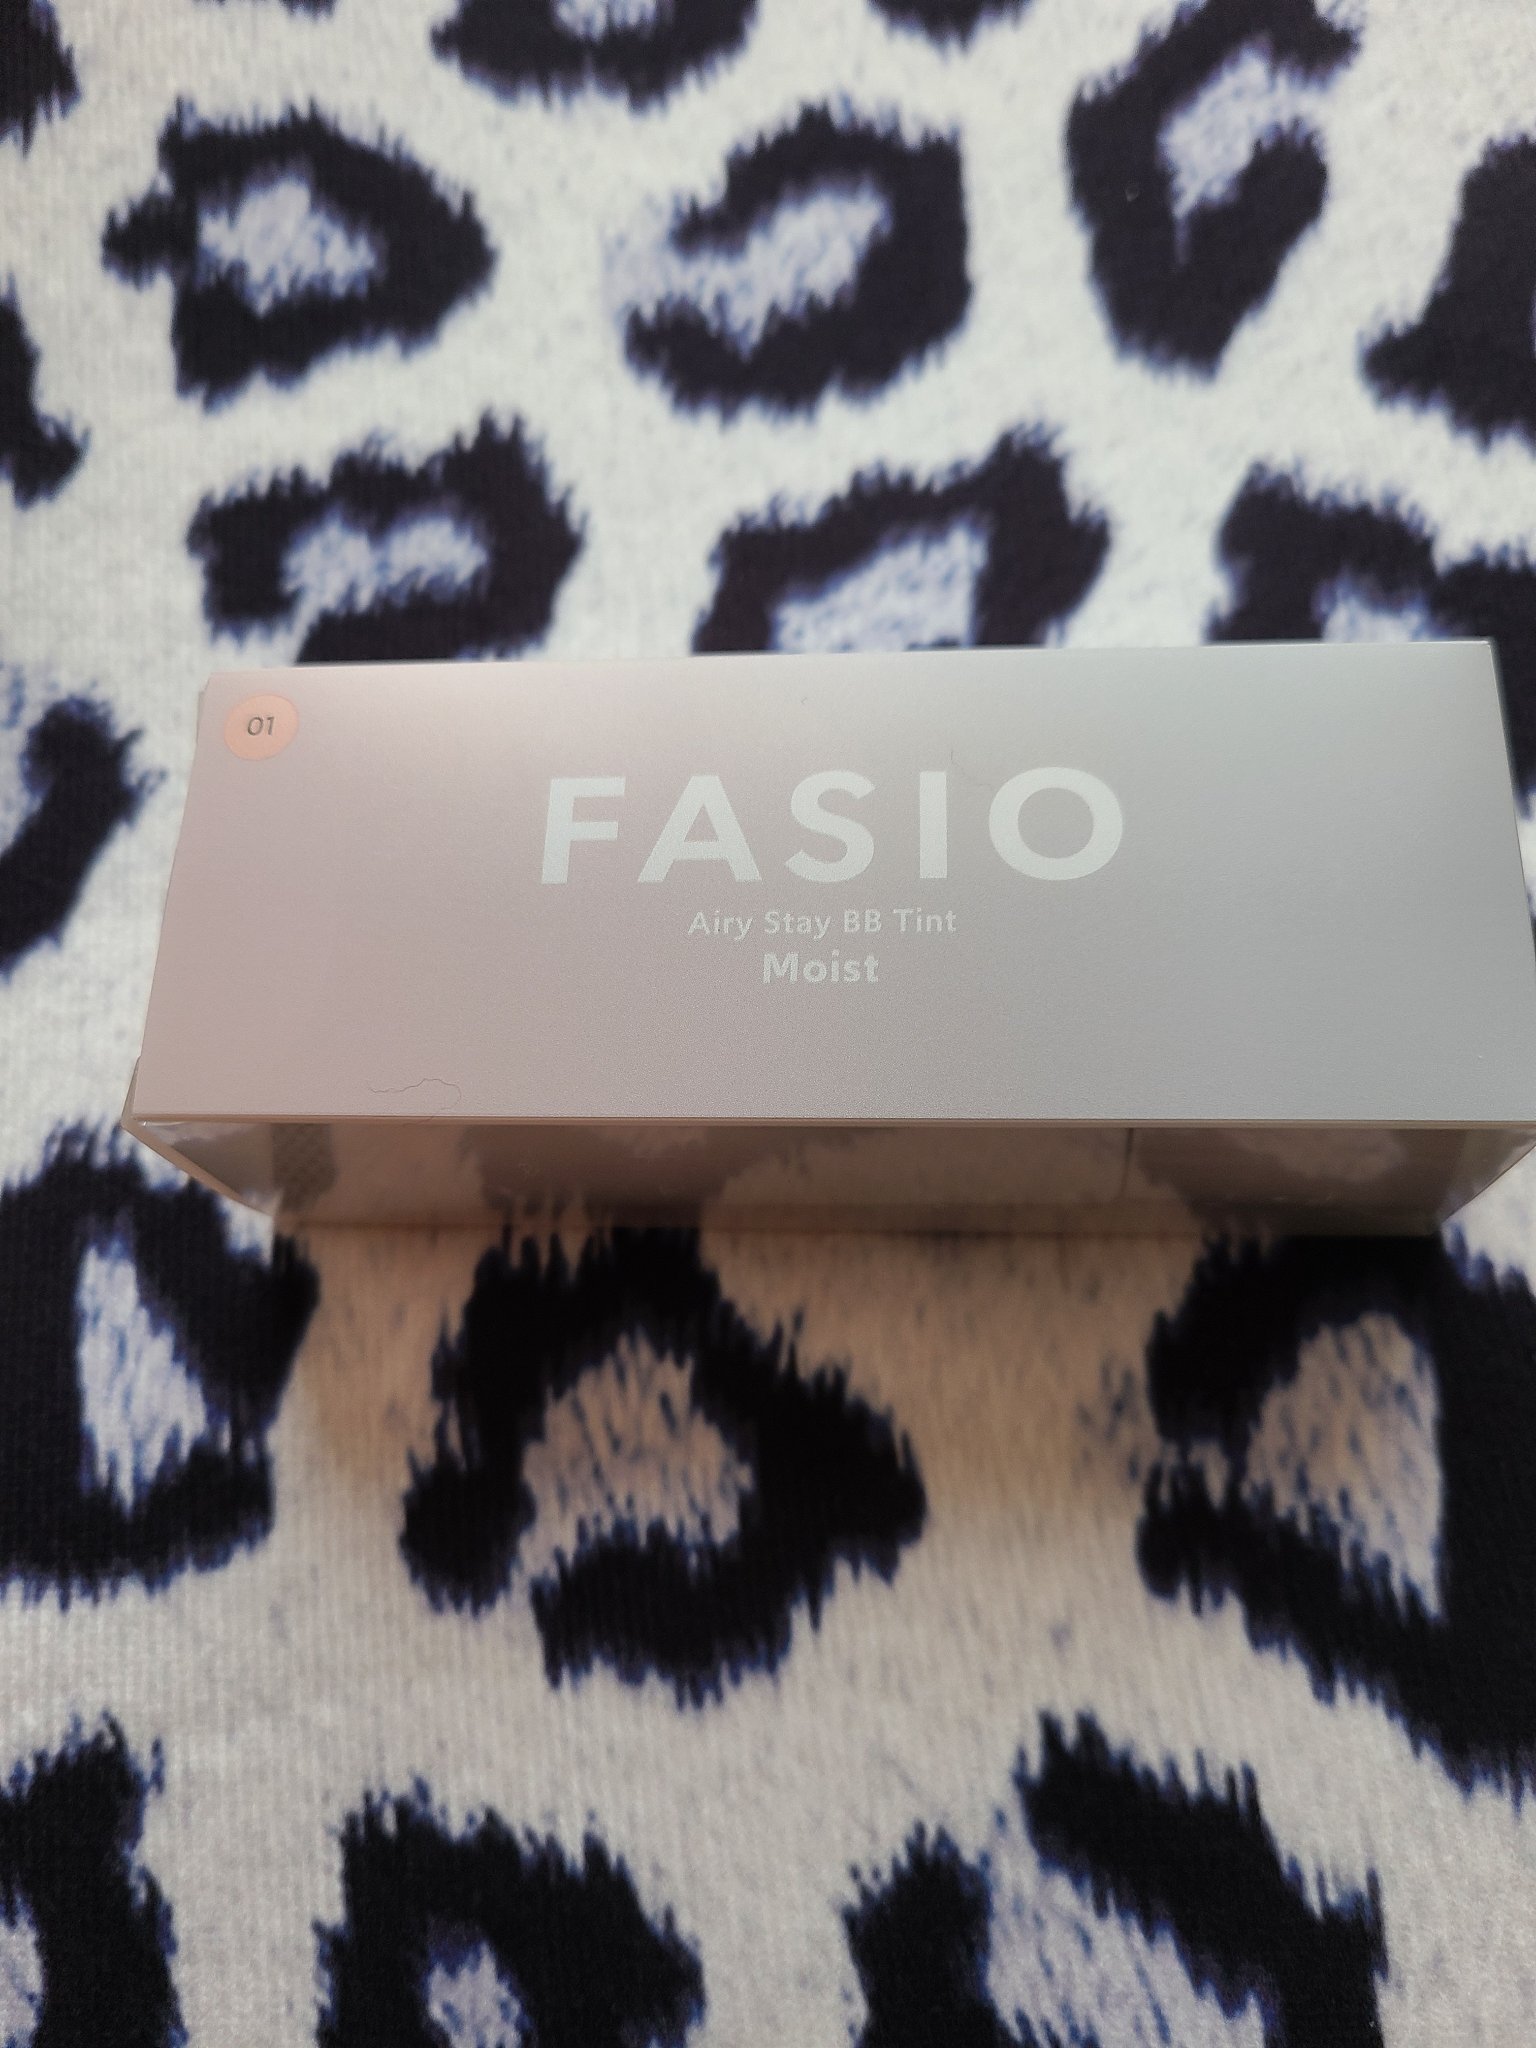 01
FASIO
Airy Stay BB Tint
Moist